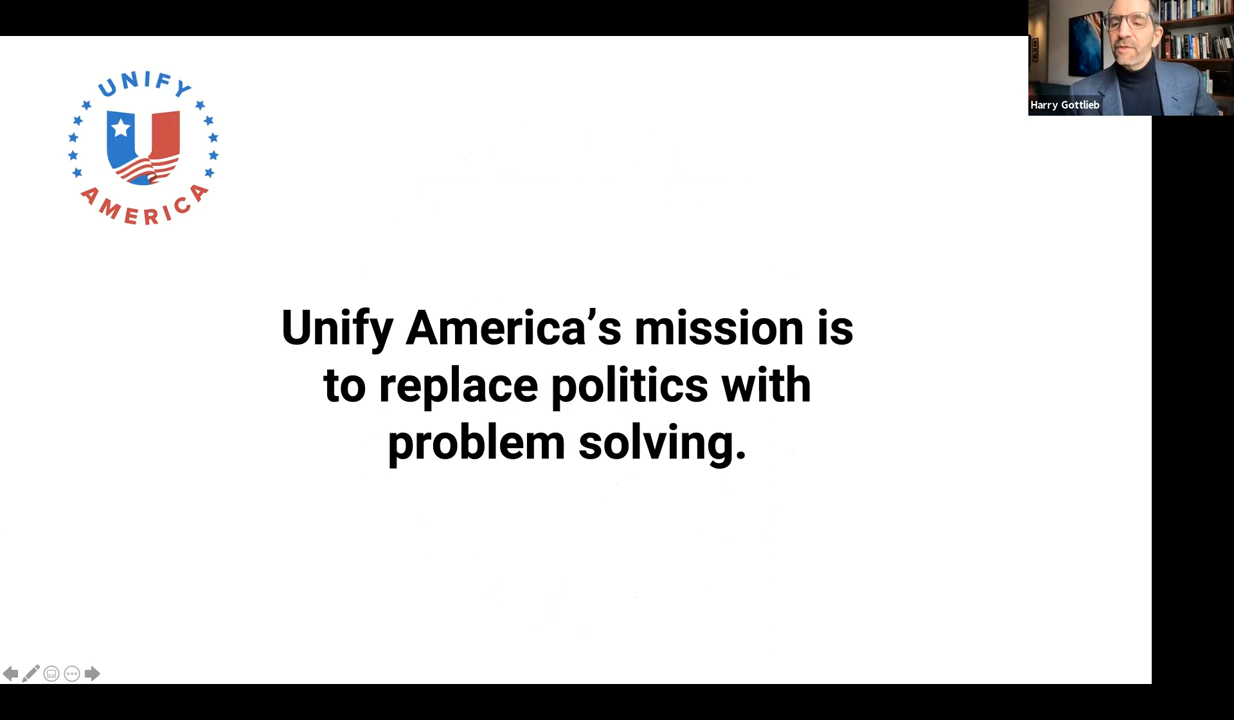 UNIFY
AMERICA
Harry Gottlieb
Unify America’s mission is
to replace politics with
problem solving.